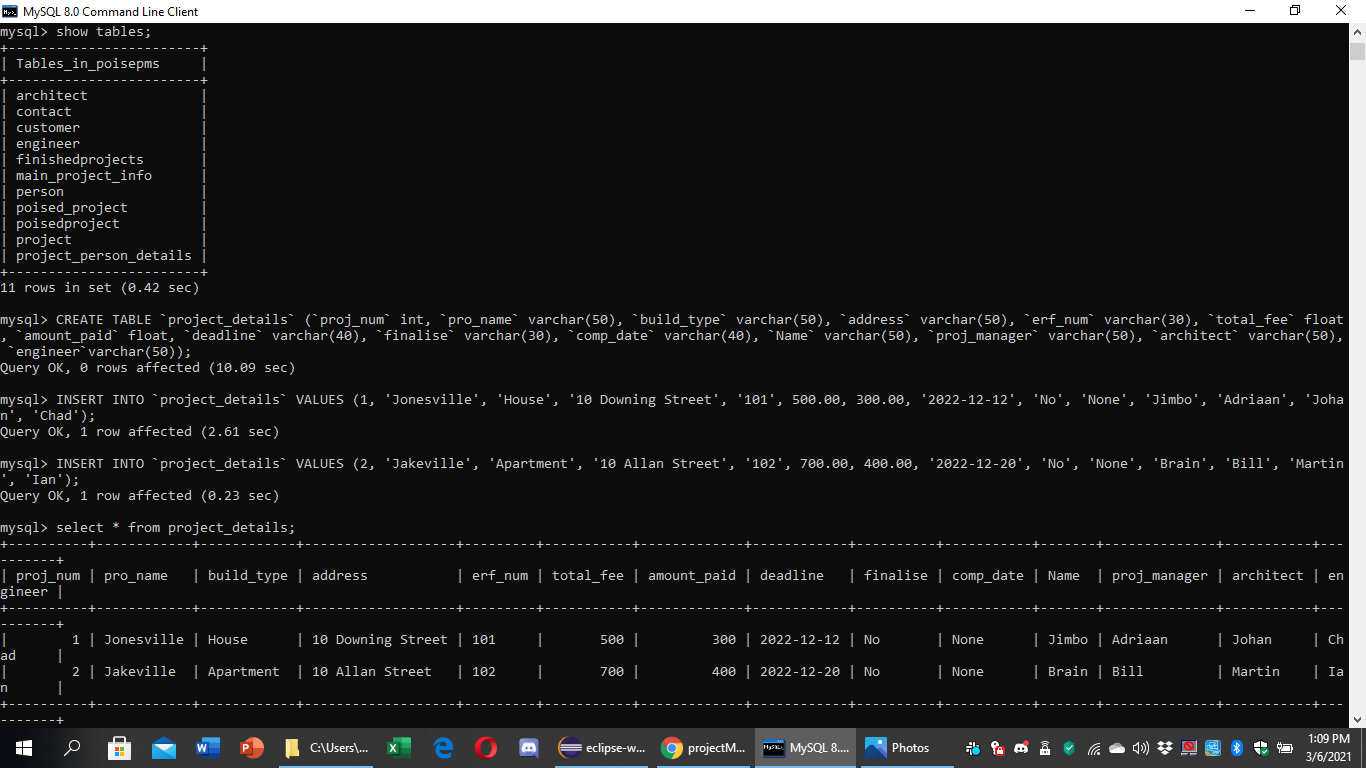 MySQL 8.0 Command Line Client
mysql> show tables;
+------------------------+
| Tables_in_poisepms     |
+------------------------+
| architect              |
| contact                |
| customer               |
| engineer               |
| finishedprojects       |
| main_project_info      |
| person                 |
| poised_project         |
| poisedproject          |
| project                |
| project_person_details |
+------------------------+
11 rows in set (0.42 sec)
mysql> CREATE TABLE `project_details` (`proj_num` int, `pro_name` varchar(50), `build_type` varchar(50), `address` varchar(50), `erf_num` varchar(30), `total_fee` float
, `amount_paid` float, `deadline` varchar(40), `finalise` varchar(30), `comp_date` varchar(40), `Name` varchar(50), `proj_manager` varchar(50), `architect` varchar(50),
 `engineer`varchar(50));
Query OK, 0 rows affected (10.09 sec)
mysql> INSERT INTO `project_details` VALUES (1, 'Jonesville', 'House', '10 Downing Street', '101', 500.00, 300.00, '2022-12-12', 'No', 'None', 'Jimbo', 'Adriaan', 'Joha
n', 'Chad');
Query OK, 1 row affected (2.61 sec)
mysql> INSERT INTO `project_details` VALUES (2, 'Jakeville', 'Apartment', '10 Allan Street', '102', 700.00, 400.00, '2022-12-20', 'No', 'None', 'Brain', 'Bill', 'Martin
', 'Ian');
Query OK, 1 row affected (0.23 sec)
mysql> select * from project_details;
+----------+------------+------------+-------------------+---------+-----------+-------------+------------+----------+-----------+-------+--------------+-----------+---
-------+
| proj_num | pro_name   | build_type | address           | erf_num | total_fee | amount_paid | deadline   | finalise | comp_date | Name  | proj_manager | architect | en
gineer |
+----------+------------+------------+-------------------+---------+-----------+-------------+------------+----------+-----------+-------+--------------+-----------+---
-------+
|        1 | Jonesville | House      | 10 Downing Street | 101     |       500 |         300 | 2022-12-12 | No       | None      | Jimbo | Adriaan      | Johan     | Ch
ad     |
|        2 | Jakeville  | Apartment  | 10 Allan Street   | 102     |       700 |         400 | 2022-12-20 | No       | None      | Brain | Bill         | Martin    | Ia
n      |
+----------+------------+------------+-------------------+---------+-----------+-------------+------------+----------+-----------+-------+--------------+-----------+---
-------+
C:\Users\... eclipse-w... projectM... MySQL 8.... Photos 1:09 PM
3/6/2021